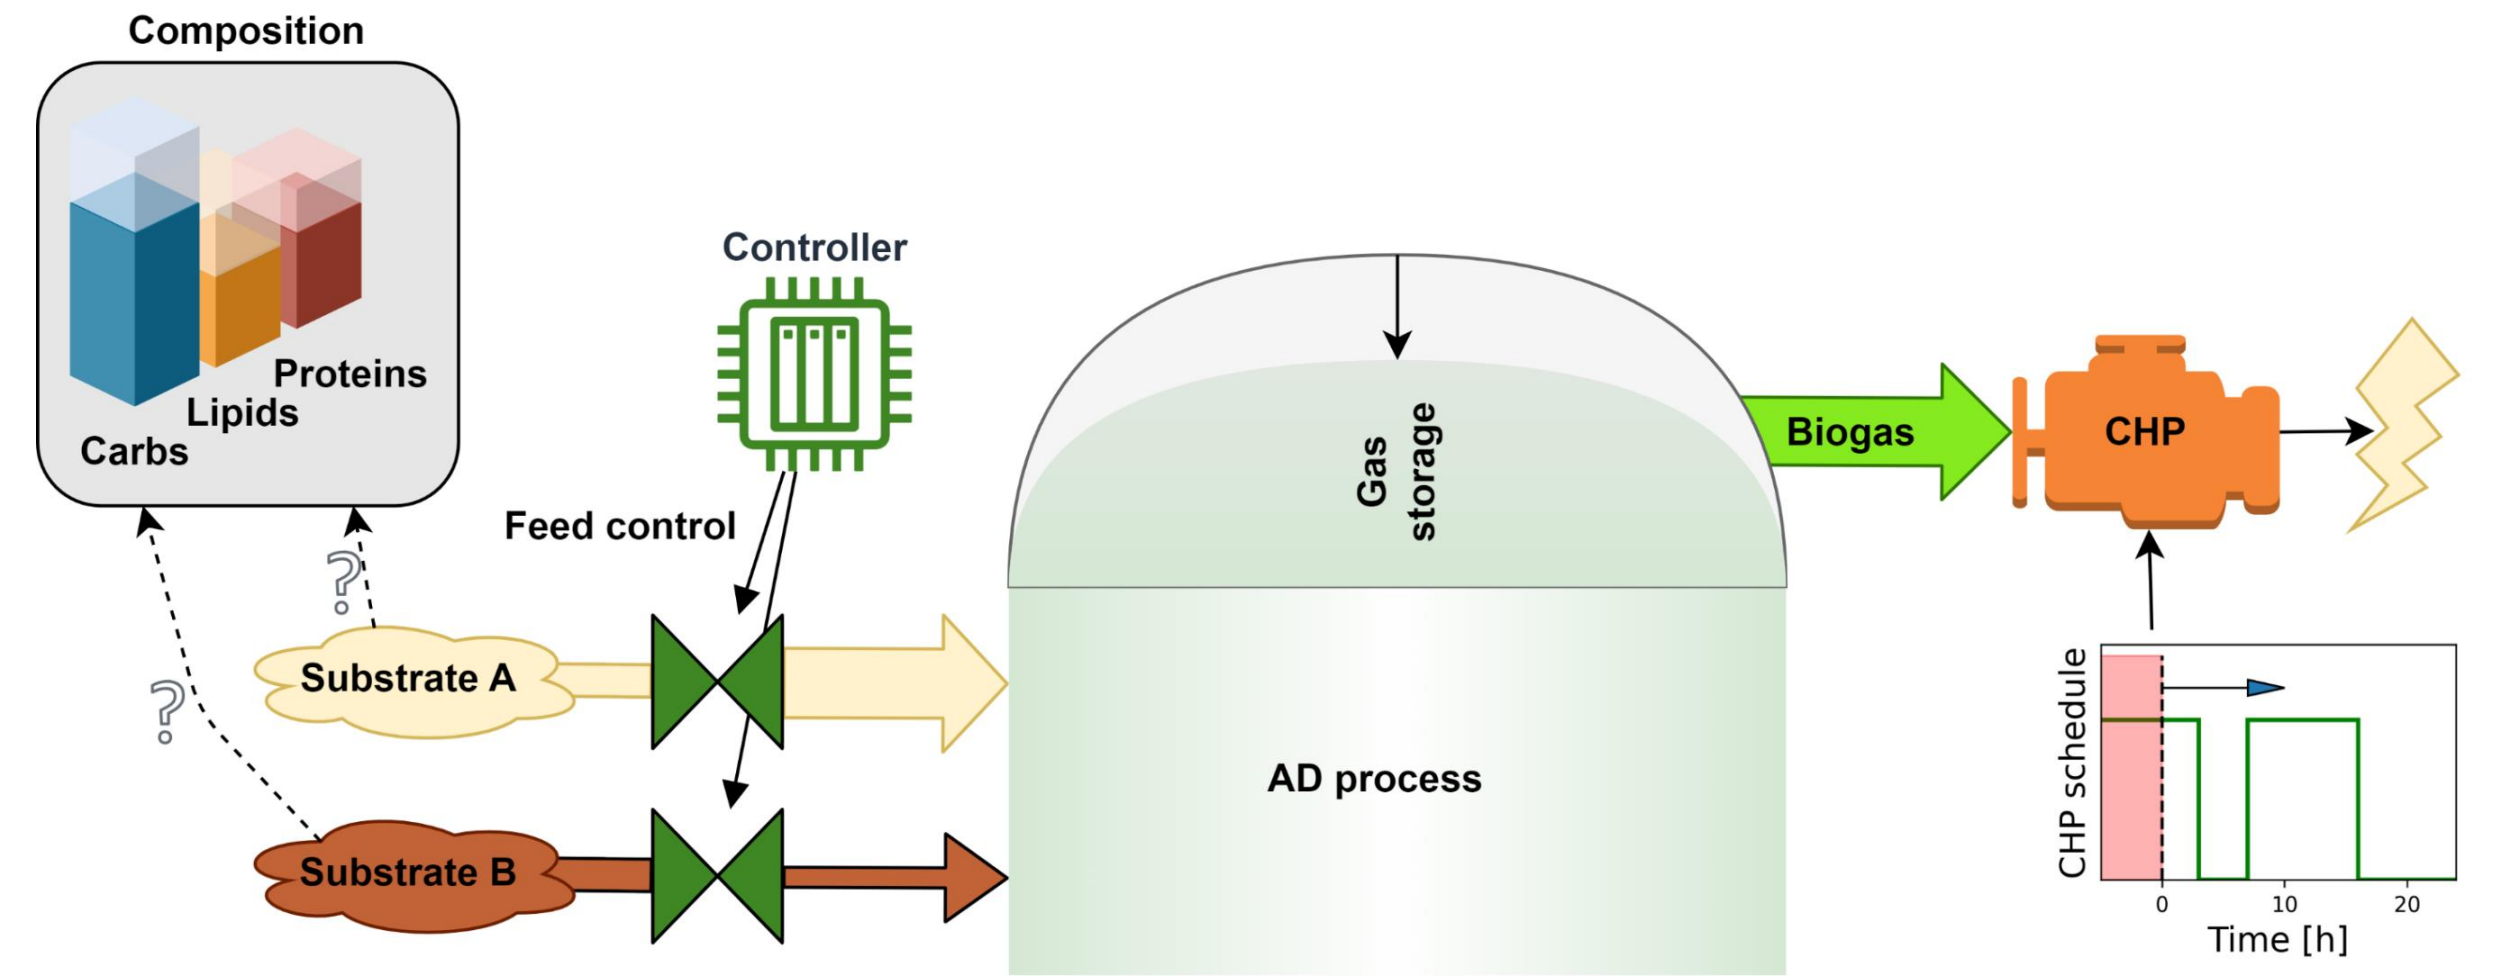 Composition
Proteins
Lipids
Carbs
Controller
Feed control
?
?
Substrate A
Substrate B
Gas
storage
AD process
Biogas
CHP
CHP schedule
0
10
20
Time [h]